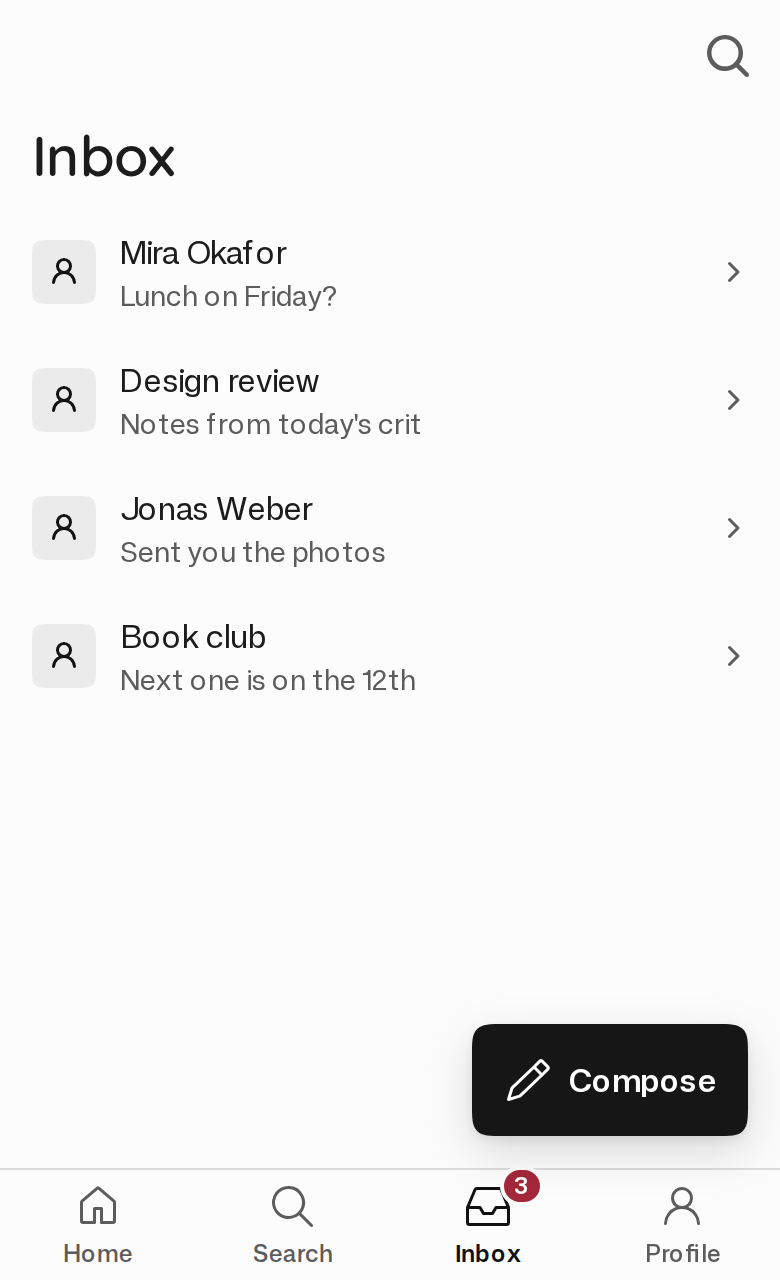 Inbox
Mira Okafor
Lunch on Friday?
Design review
Notes from today's crit
Jonas Weber
Sent you the photos
Book club
Next one is on the 12th
Compose
3
Home
Search
Inbox
Profile